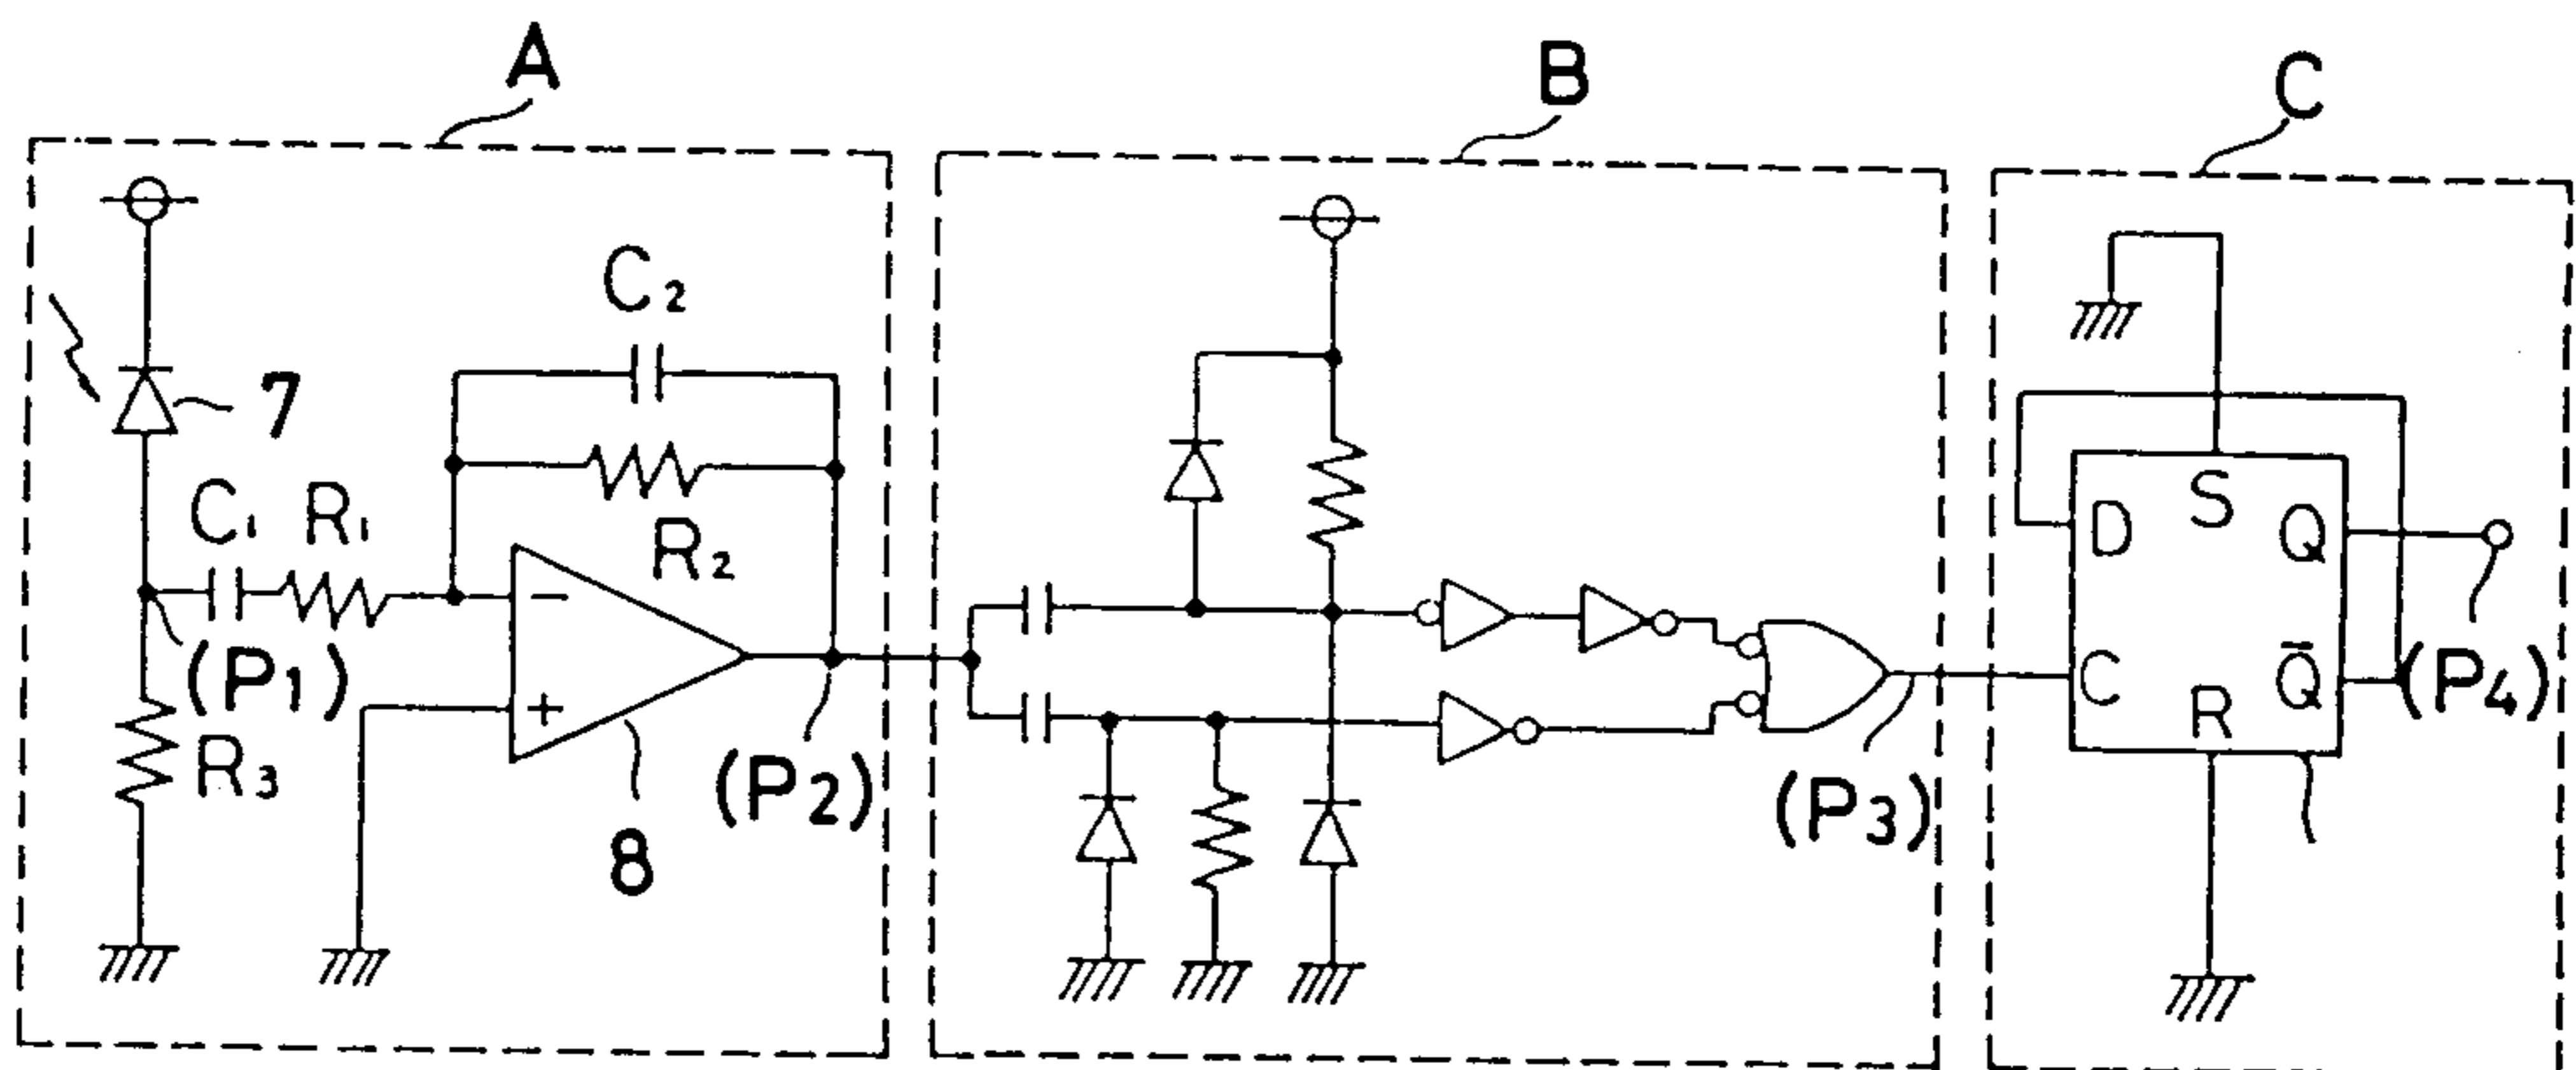 A
B
C
C₂
7
C₁
R₁
R₂
−
+
(P₁)
R₃
8
(P₂)
(P₃)
S
D
Q
C
R
Q̄
(P₄)